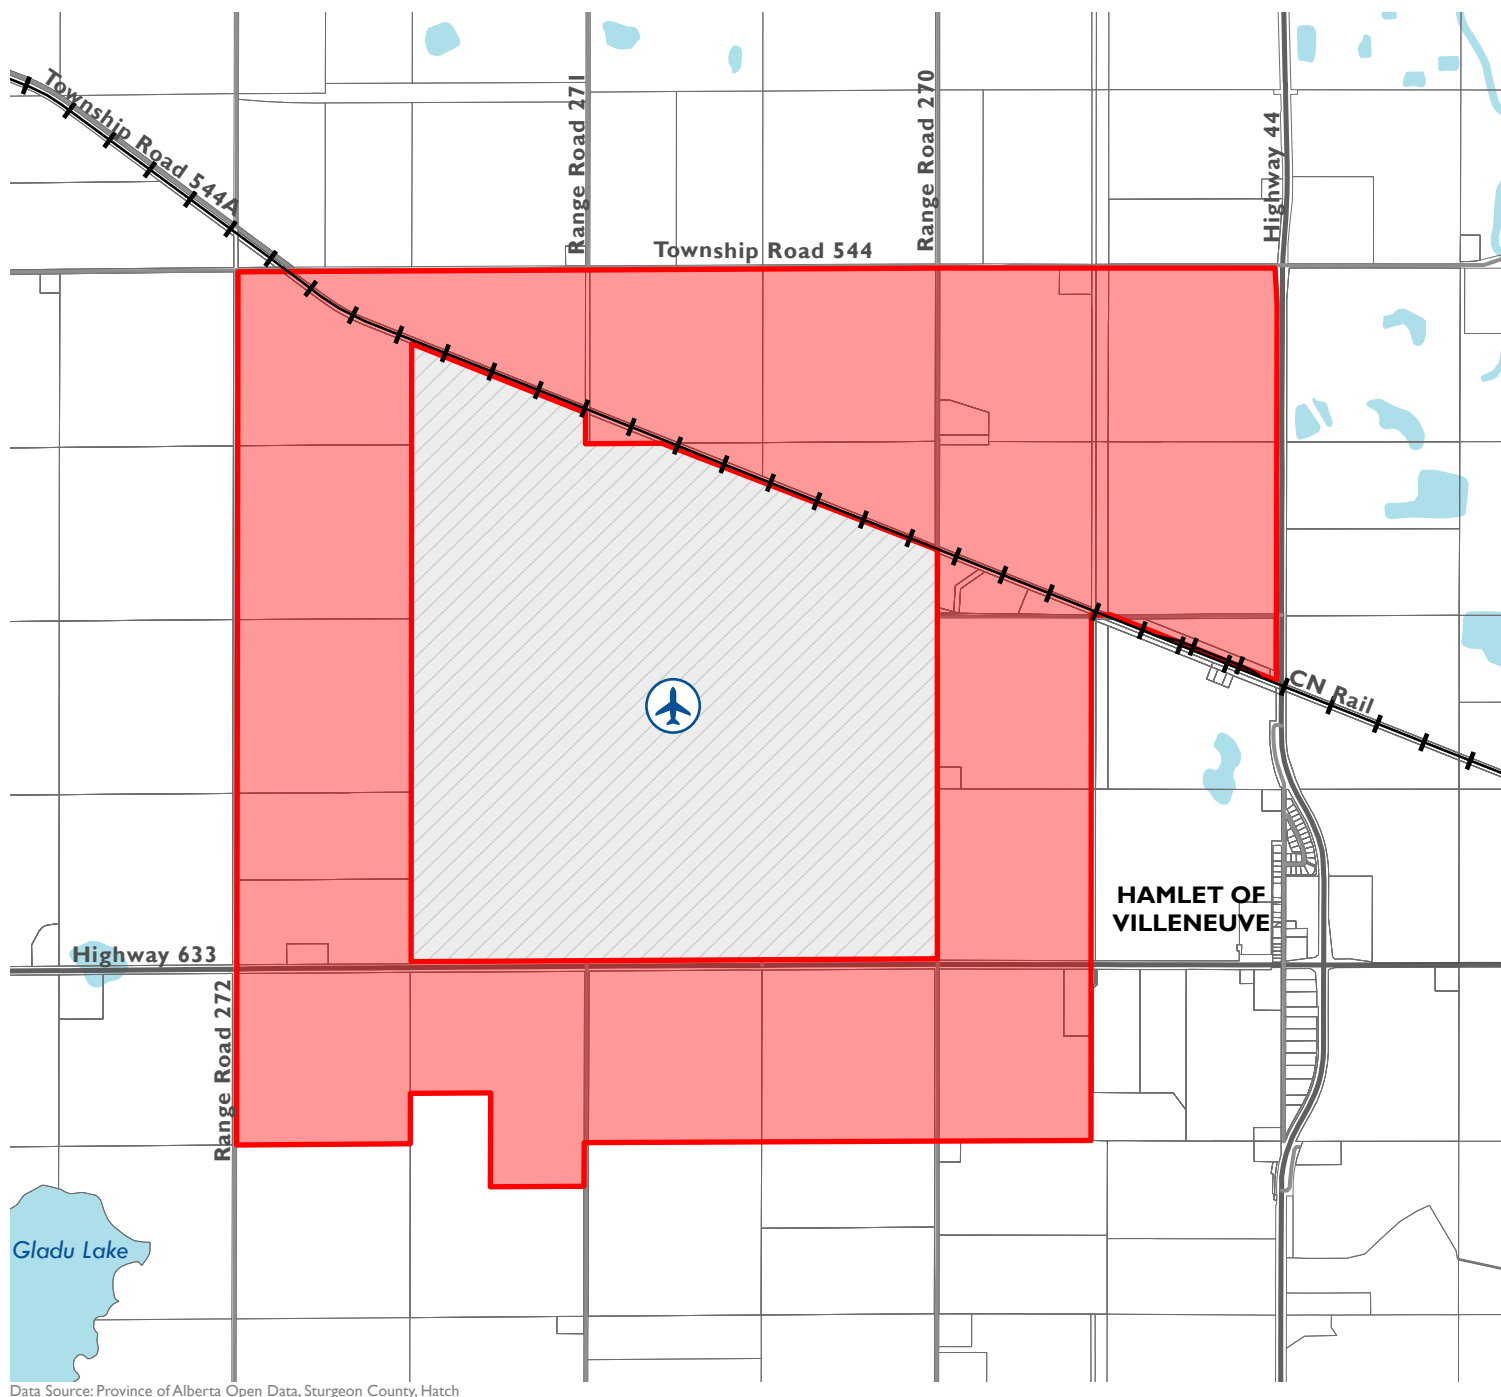 Township Road 544A
Range Road 271
Range Road 270
Highway 44
Township Road 544
CN Rail
HAMLET OF
VILLENEUVE
Highway 633
Range Road 272
Gladu Lake
Data Source: Province of Alberta Open Data, Sturgeon County, Hatch